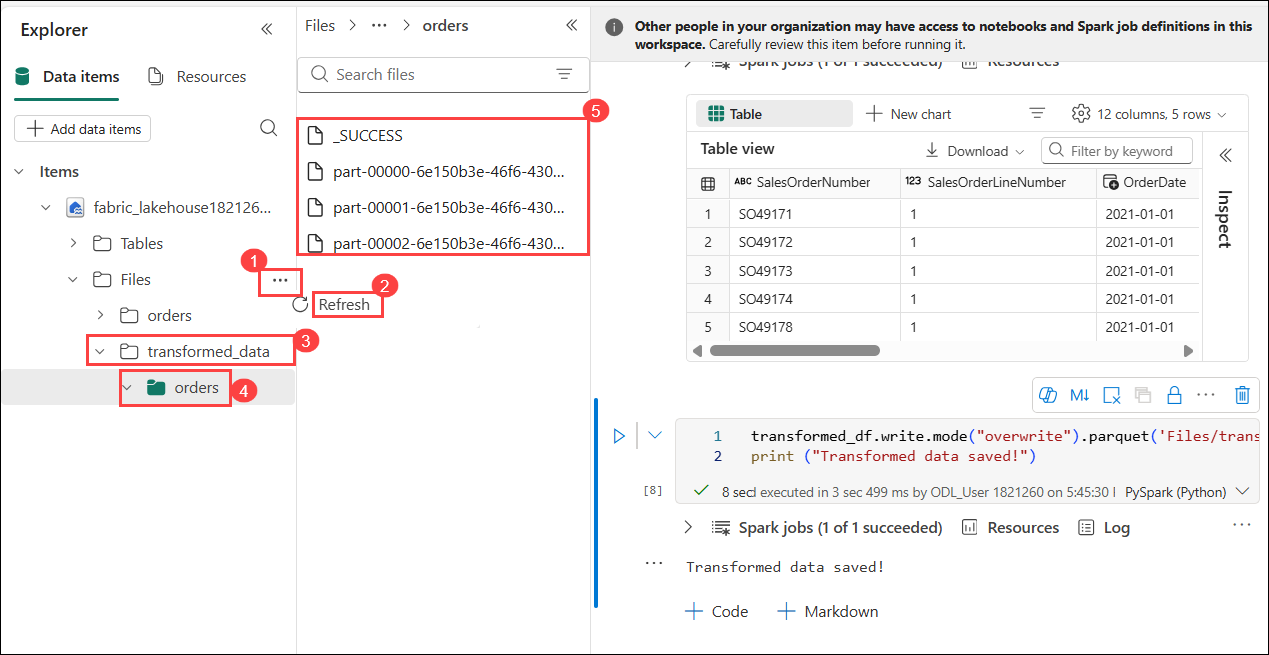 Explorer
Data items
Resources
Add data items
Items
fabric_lakehouse182126...
Tables
1
Files
...
2
Refresh
orders
3
transformed_data
4
orders
Files > ... > orders
Search files
5
_SUCCESS
part-00000-6e150b3e-46f6-430...
part-00001-6e150b3e-46f6-430...
part-00002-6e150b3e-46f6-430...
Other people in your organization may have access to notebooks and Spark job definitions in this
workspace. Carefully review this item before running it.
Spark jobs (1 of 1 succeeded) Resources
Table New chart 12 columns, 5 rows
Table view Download Filter by keyword
ABC SalesOrderNumber 123 SalesOrderLineNumber OrderDate
1 SO49171 1 2021-01-01
2 SO49172 1 2021-01-01
3 SO49173 1 2021-01-01
4 SO49174 1 2021-01-01
5 SO49178 1 2021-01-01
Inspect
M↓ ...
1 transformed_df.write.mode("overwrite").parquet('Files/trans
2 print ("Transformed data saved!")
[8] 8 sec executed in 3 sec 499 ms by ODL_User 1821260 on 5:45:30 PySpark (Python)
Spark jobs (1 of 1 succeeded) Resources Log ...
... Transformed data saved!
Code Markdown